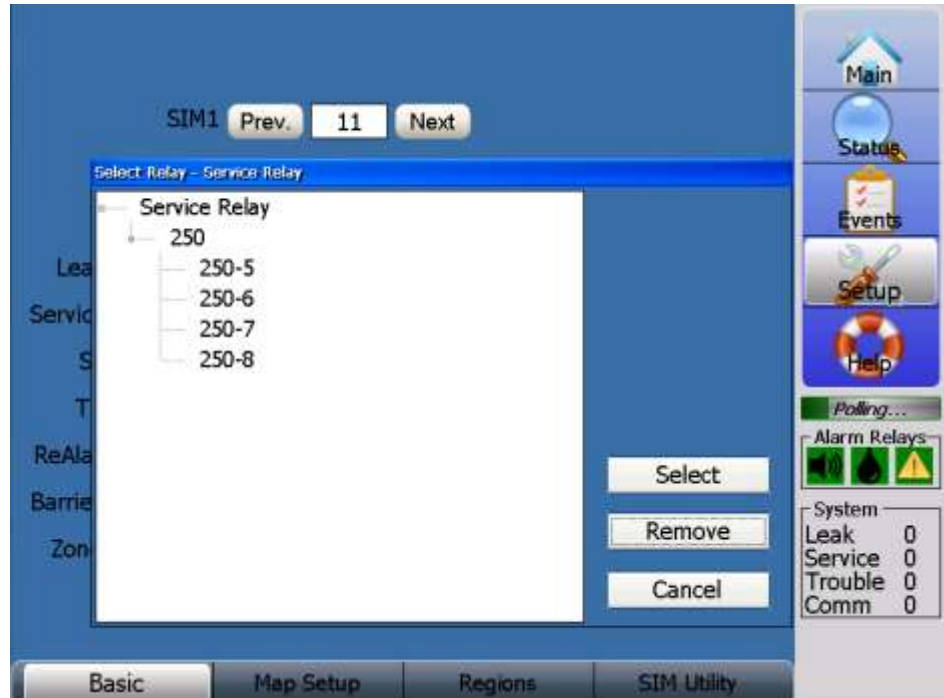 SIM1 Prev. 11 Next
Select Relay - Service Relay
Service Relay
250
250-5
250-6
250-7
250-8
Lea
Servic
S
T
ReAla
Barrie
Zon
Select
Remove
Cancel
Basic Map Setup Regions SIM Utility
Main
Status
Events
Setup
Help
Polling...
Alarm Relays
System
Leak 0
Service 0
Trouble 0
Comm 0